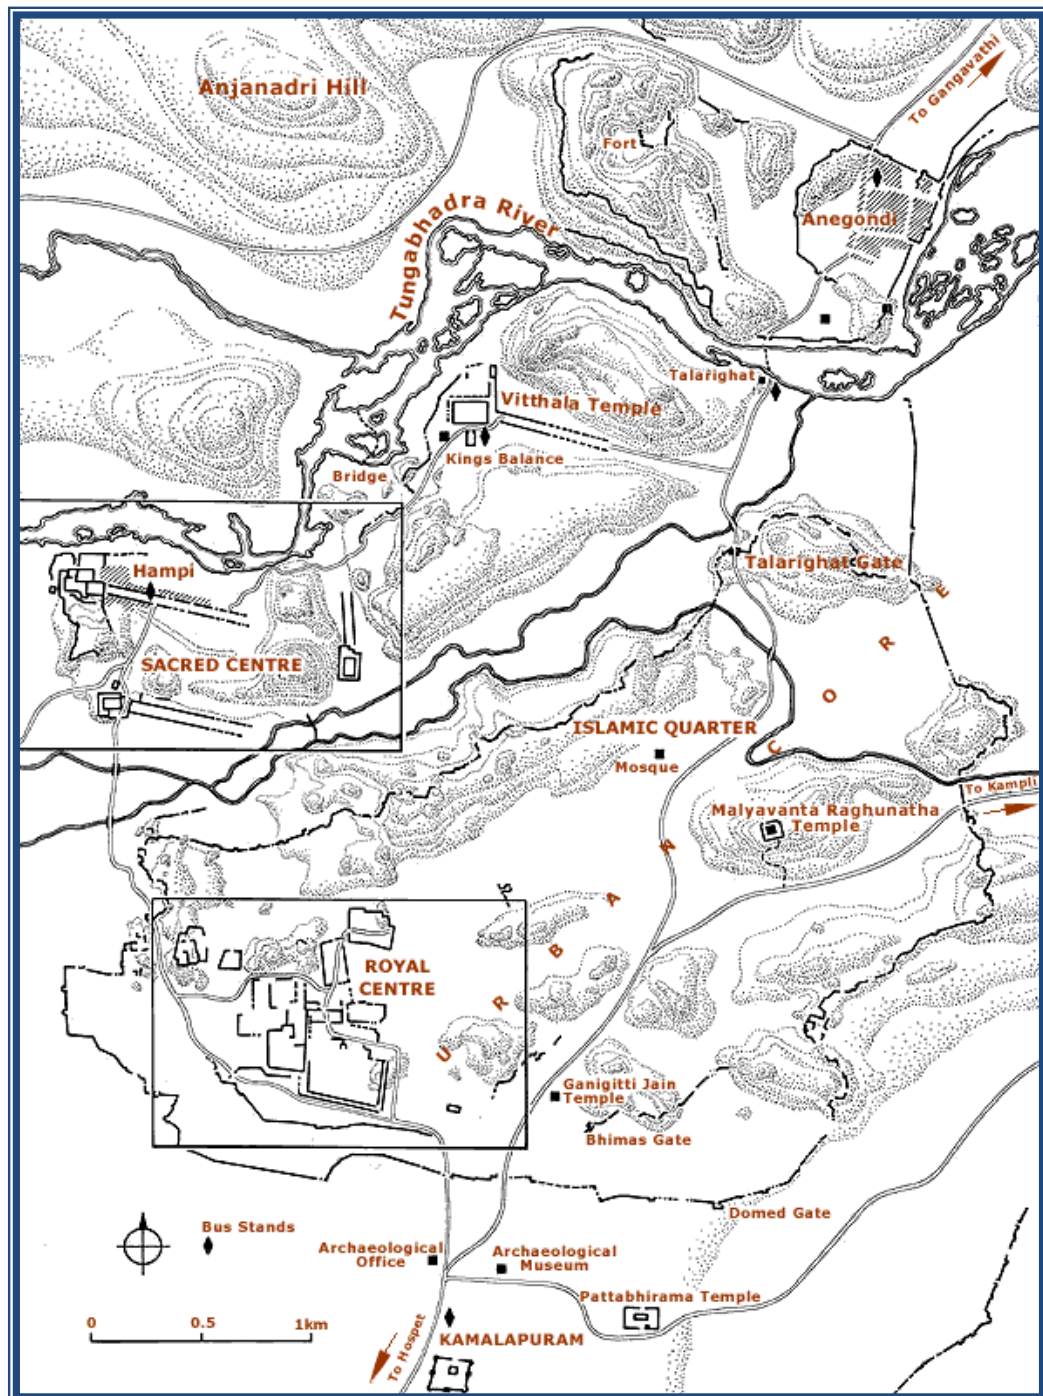 Anjanadri Hill
To Gangavathi
Fort
Anegondi
Tungabhadra River
Talarighat
Vitthala Temple
Kings Balance
Bridge
Hampi
Talarighat Gate
SACRED CENTRE
ISLAMIC QUARTER
Mosque
To Kampli
Malyavanta Raghunatha
Temple
URBAN CORE
ROYAL
CENTRE
Ganigitti Jain
Temple
Bhimas Gate
Domed Gate
Bus Stands
Archaeological
Office
Archaeological
Museum
Pattabhirama Temple
0 0.5 1km
KAMALAPURAM
To Hospet